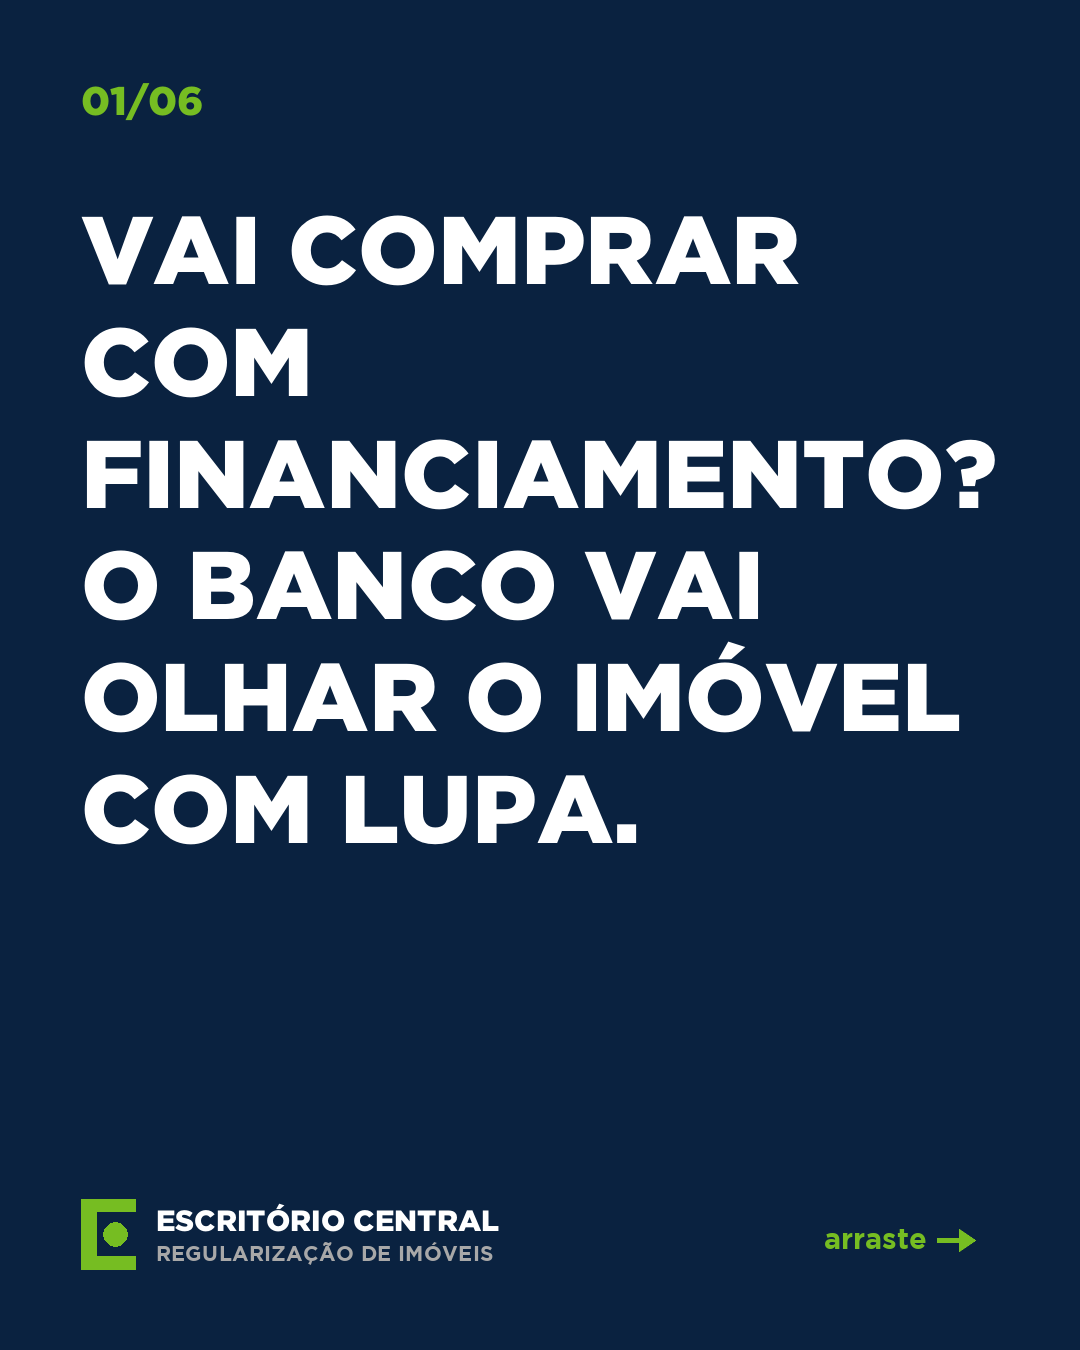 01/06
VAI COMPRAR
COM
FINANCIAMENTO?
O BANCO VAI
OLHAR O IMÓVEL
COM LUPA.
ESCRITÓRIO CENTRAL
REGULARIZAÇÃO DE IMÓVEIS
arraste